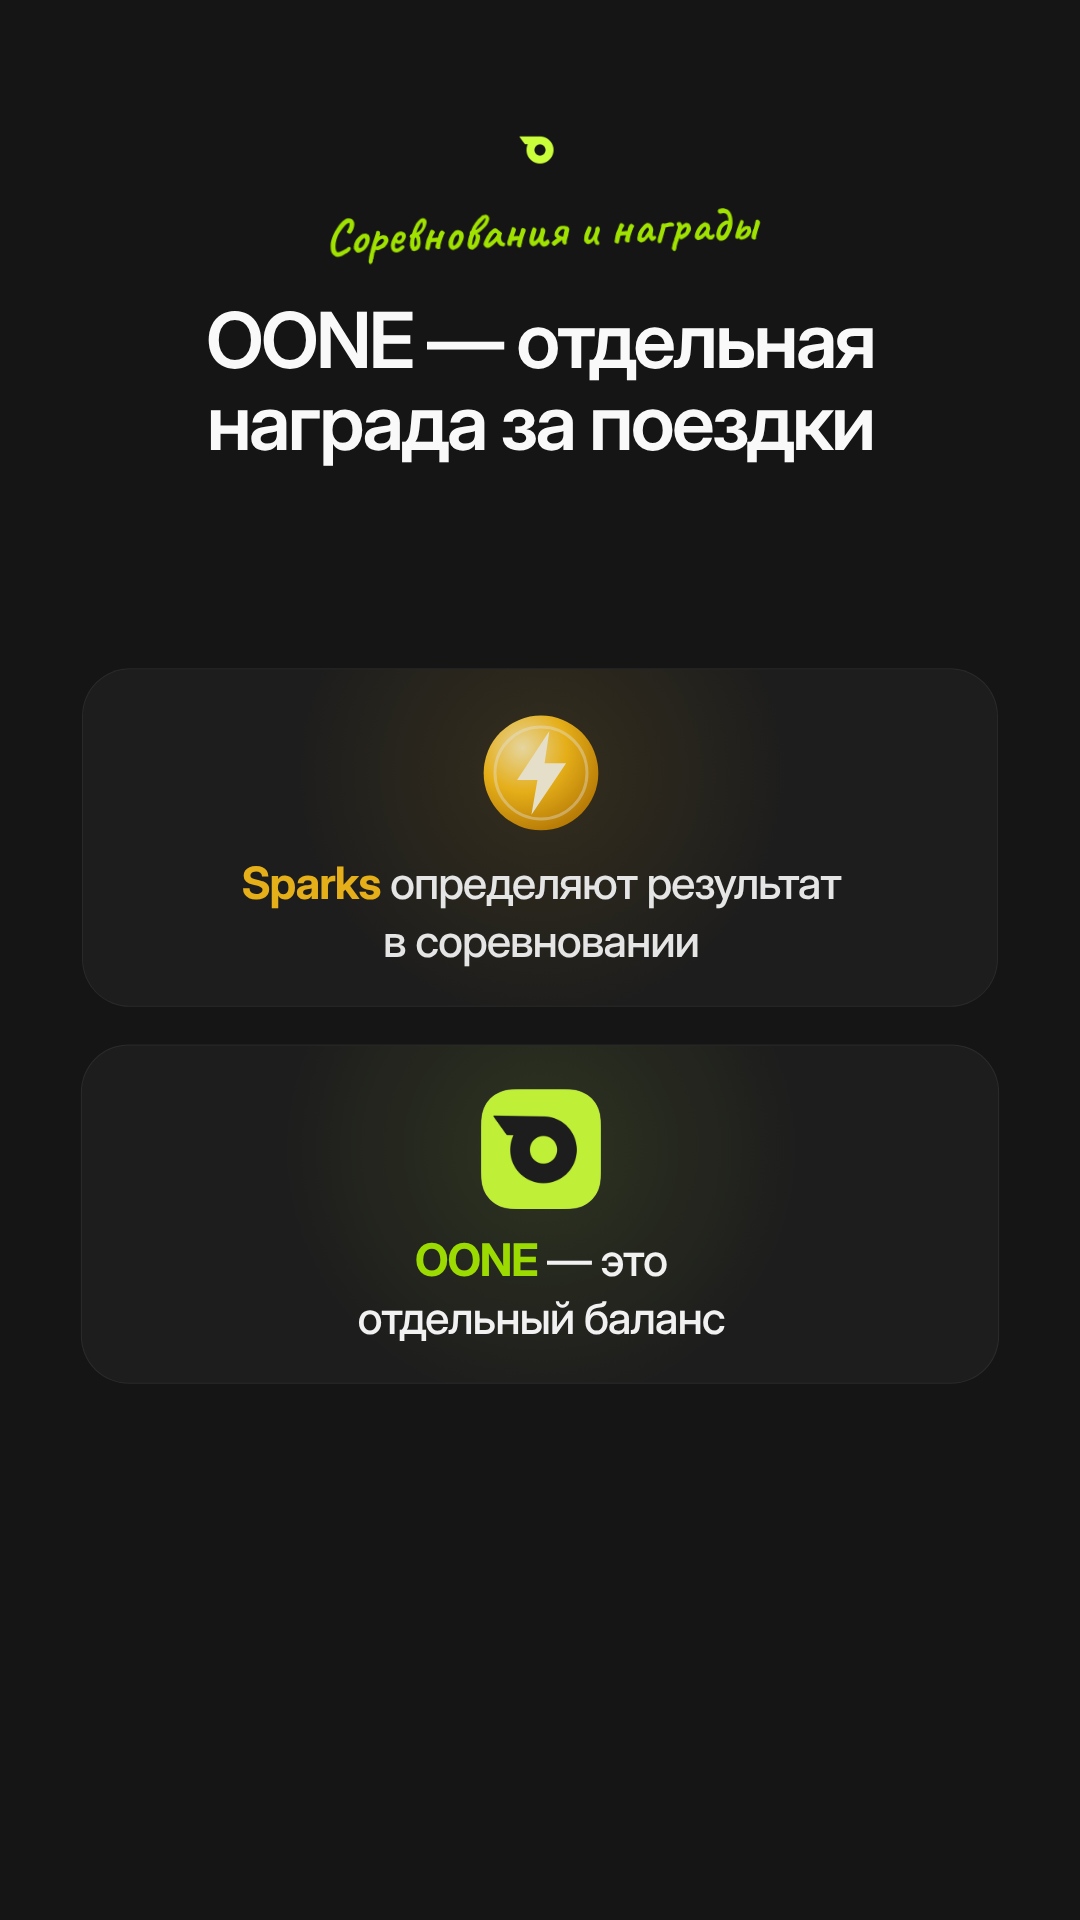 Соревнования и награды
OONE — отдельная
награда за поездки
Sparks определяют результат
в соревновании
OONE — это
отдельный баланс